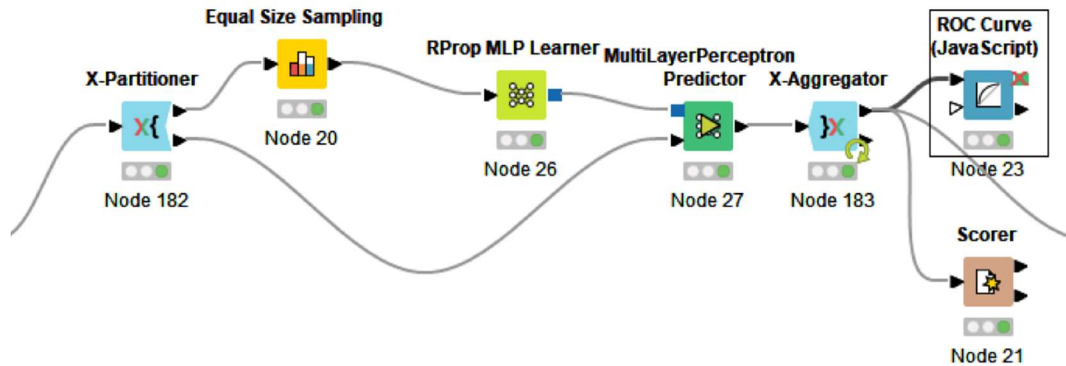 Equal Size Sampling
ROC Curve
(JavaScript)
RProp MLP Learner
MultiLayerPerceptron
Predictor
X-Partitioner
X-Aggregator
X{
}X
Node 20
Node 26
Node 182
Node 27
Node 183
Node 23
Scorer
Node 21